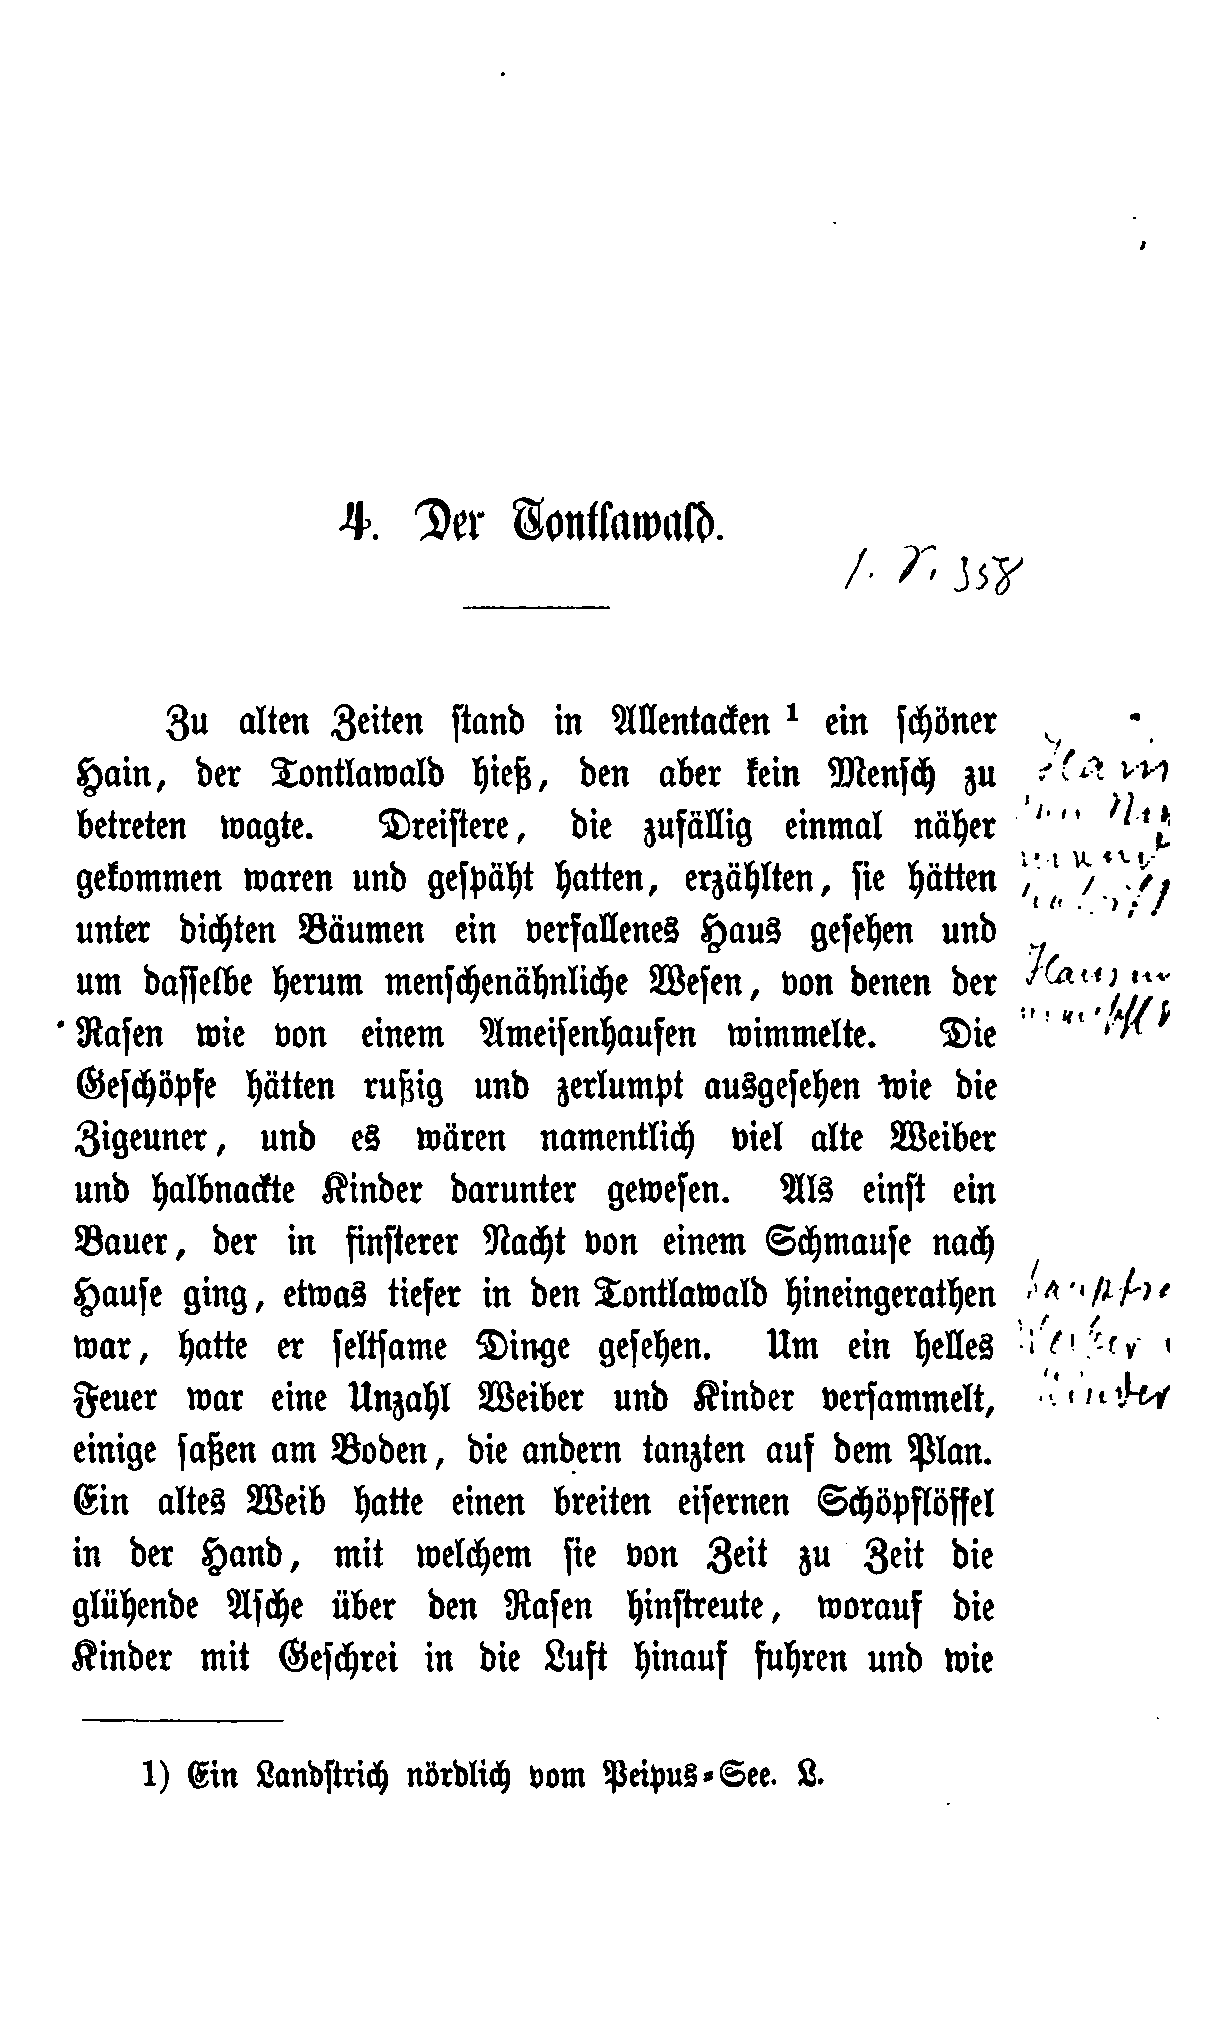 4. Der Tontlawald.
358
Zu alten Zeiten stand in Allentacken ¹ ein schöner
Hain, der Tontlawald hieß, den aber kein Mensch zu
betreten wagte. Dreistere, die zufällig einmal näher
gekommen waren und gespäht hatten, erzählten, sie hätten
unter dichten Bäumen ein verfallenes Haus gesehen und
um dasselbe herum menschenähnliche Wesen, von denen der
Rasen wie von einem Ameisenhaufen wimmelte. Die
Geschöpfe hätten rußig und zerlumpt ausgesehen wie die
Zigeuner, und es wären namentlich viel alte Weiber
und halbnackte Kinder darunter gewesen. Als einst ein
Bauer, der in finsterer Nacht von einem Schmause nach
Hause ging, etwas tiefer in den Tontlawald hineingerathen
war, hatte er seltsame Dinge gesehen. Um ein helles
Feuer war eine Unzahl Weiber und Kinder versammelt,
einige saßen am Boden, die andern tanzten auf dem Plan.
Ein altes Weib hatte einen breiten eisernen Schöpflöffel
in der Hand, mit welchem sie von Zeit zu Zeit die
glühende Asche über den Rasen hinstreute, worauf die
Kinder mit Geschrei in die Luft hinauf fuhren und wie
1) Ein Landstrich nördlich vom Peipus-See. L.
Kinder